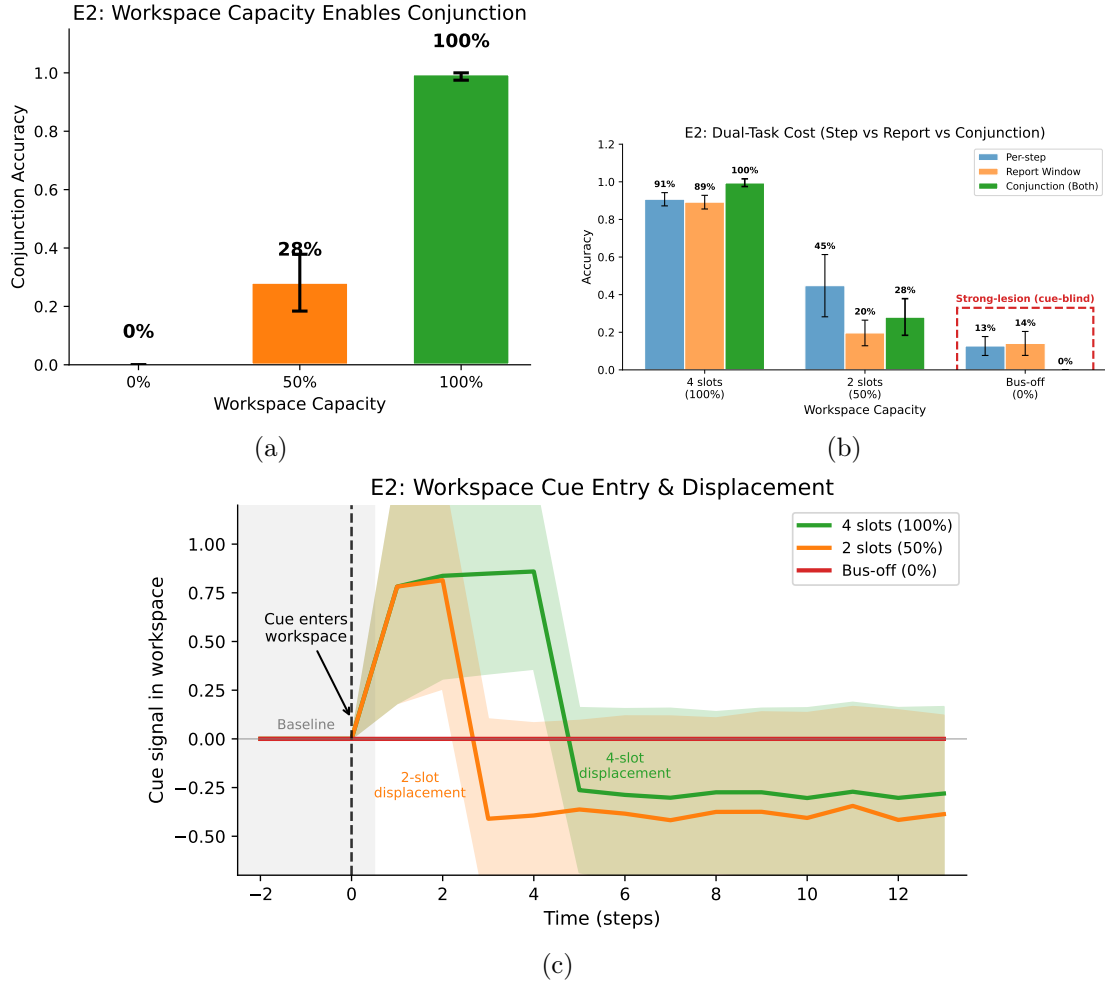 E2: Workspace Capacity Enables Conjunction
100%
28%
0%
1.0
0.8
0.6
0.4
0.2
0.0
Conjunction Accuracy
0%
50%
100%
Workspace Capacity
(a)
E2: Dual-Task Cost (Step vs Report vs Conjunction)
Per-step
Report Window
Conjunction (Both)
1.2
1.0
0.8
0.6
0.4
0.2
0.0
Accuracy
91%
89%
100%
45%
20%
28%
Strong-lesion (cue-blind)
13%
14%
0%
4 slots
(100%)
2 slots
(50%)
Bus-off
(0%)
Workspace Capacity
(b)
E2: Workspace Cue Entry & Displacement
4 slots (100%)
2 slots (50%)
Bus-off (0%)
1.00
0.75
0.50
0.25
0.00
−0.25
−0.50
Cue signal in workspace
Cue enters
workspace
Baseline
2-slot
displacement
4-slot
displacement
−2
0
2
4
6
8
10
12
Time (steps)
(c)